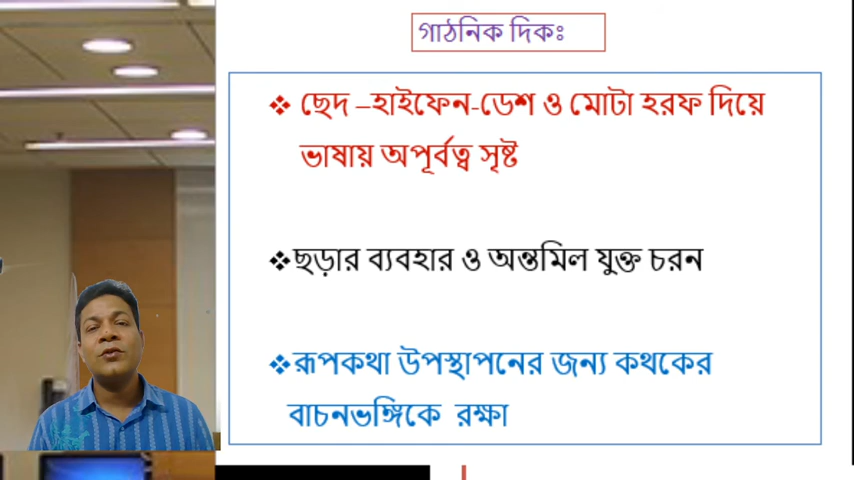 গাঠনিক দিকঃ
❖ ছেদ –হাইফেন-ডেশ ও মোটা হরফ দিয়ে
ভাষায় অপূর্বত্ব সৃষ্ট
❖ছড়ার ব্যবহার ও অন্তমিল যুক্ত চরন
❖রূপকথা উপস্থাপনের জন্য কথকের
বাচনভঙ্গিকে রক্ষা